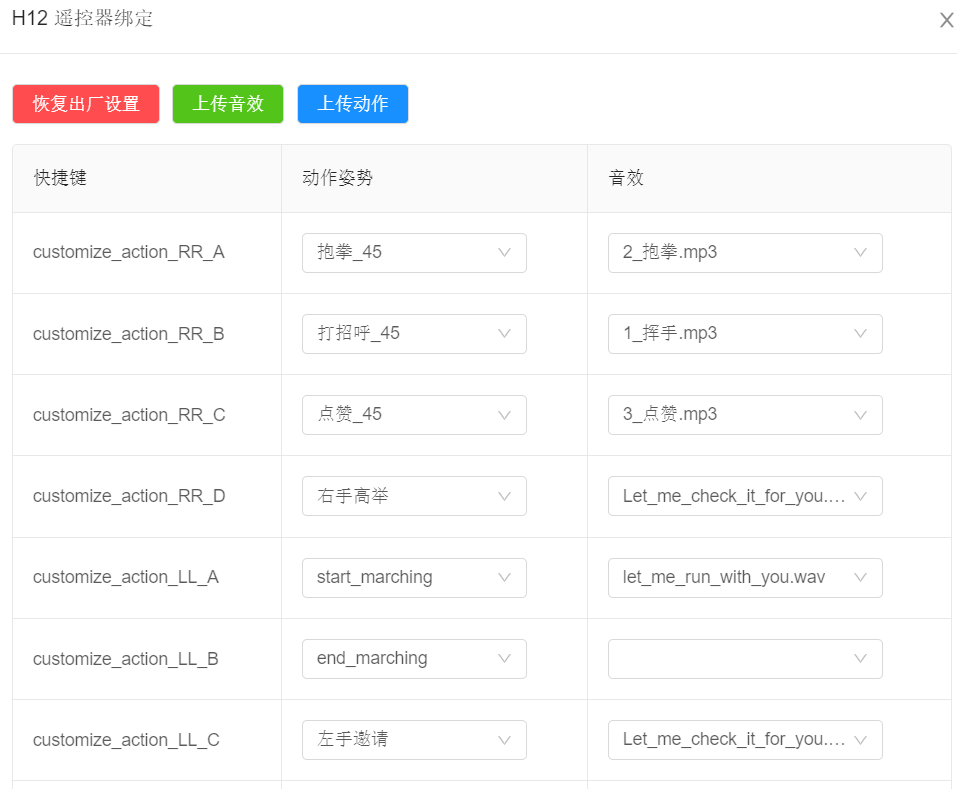 H12 遥控器绑定
恢复出厂设置 上传音效 上传动作
快捷键 动作姿势 音效
customize_action_RR_A 抱拳_45 2_抱拳.mp3
customize_action_RR_B 打招呼_45 1_挥手.mp3
customize_action_RR_C 点赞_45 3_点赞.mp3
customize_action_RR_D 右手高举 Let_me_check_it_for_you....
customize_action_LL_A start_marching let_me_run_with_you.wav
customize_action_LL_B end_marching
customize_action_LL_C 左手邀请 Let_me_check_it_for_you....